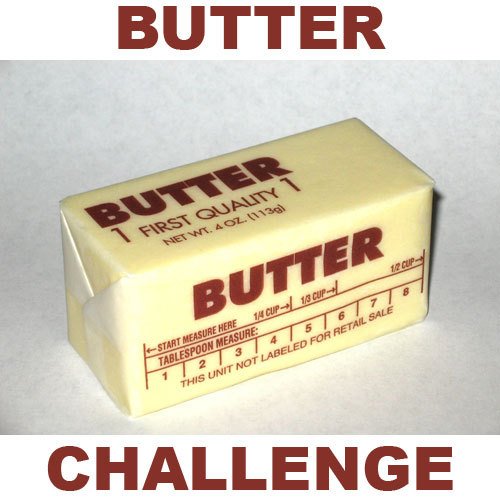 BUTTER
BUTTER
1 FIRST QUALITY 1
NET WT. 4 OZ. (113g)
BUTTER
1/4 CUP→ 1/3 CUP→ 1/2 CUP→
←START MEASURE HERE
TABLESPOON MEASURE:
1 2 3 4 5 6 7 8
THIS UNIT NOT LABELED FOR RETAIL SALE
CHALLENGE